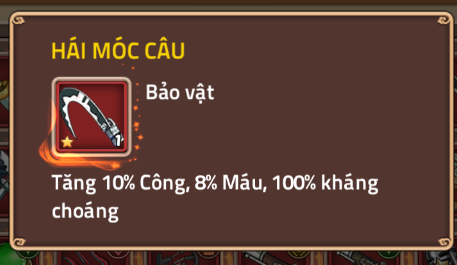 HÁI MÓC CÂU
Bảo vật
Tăng 10% Công, 8% Máu, 100% kháng
choáng